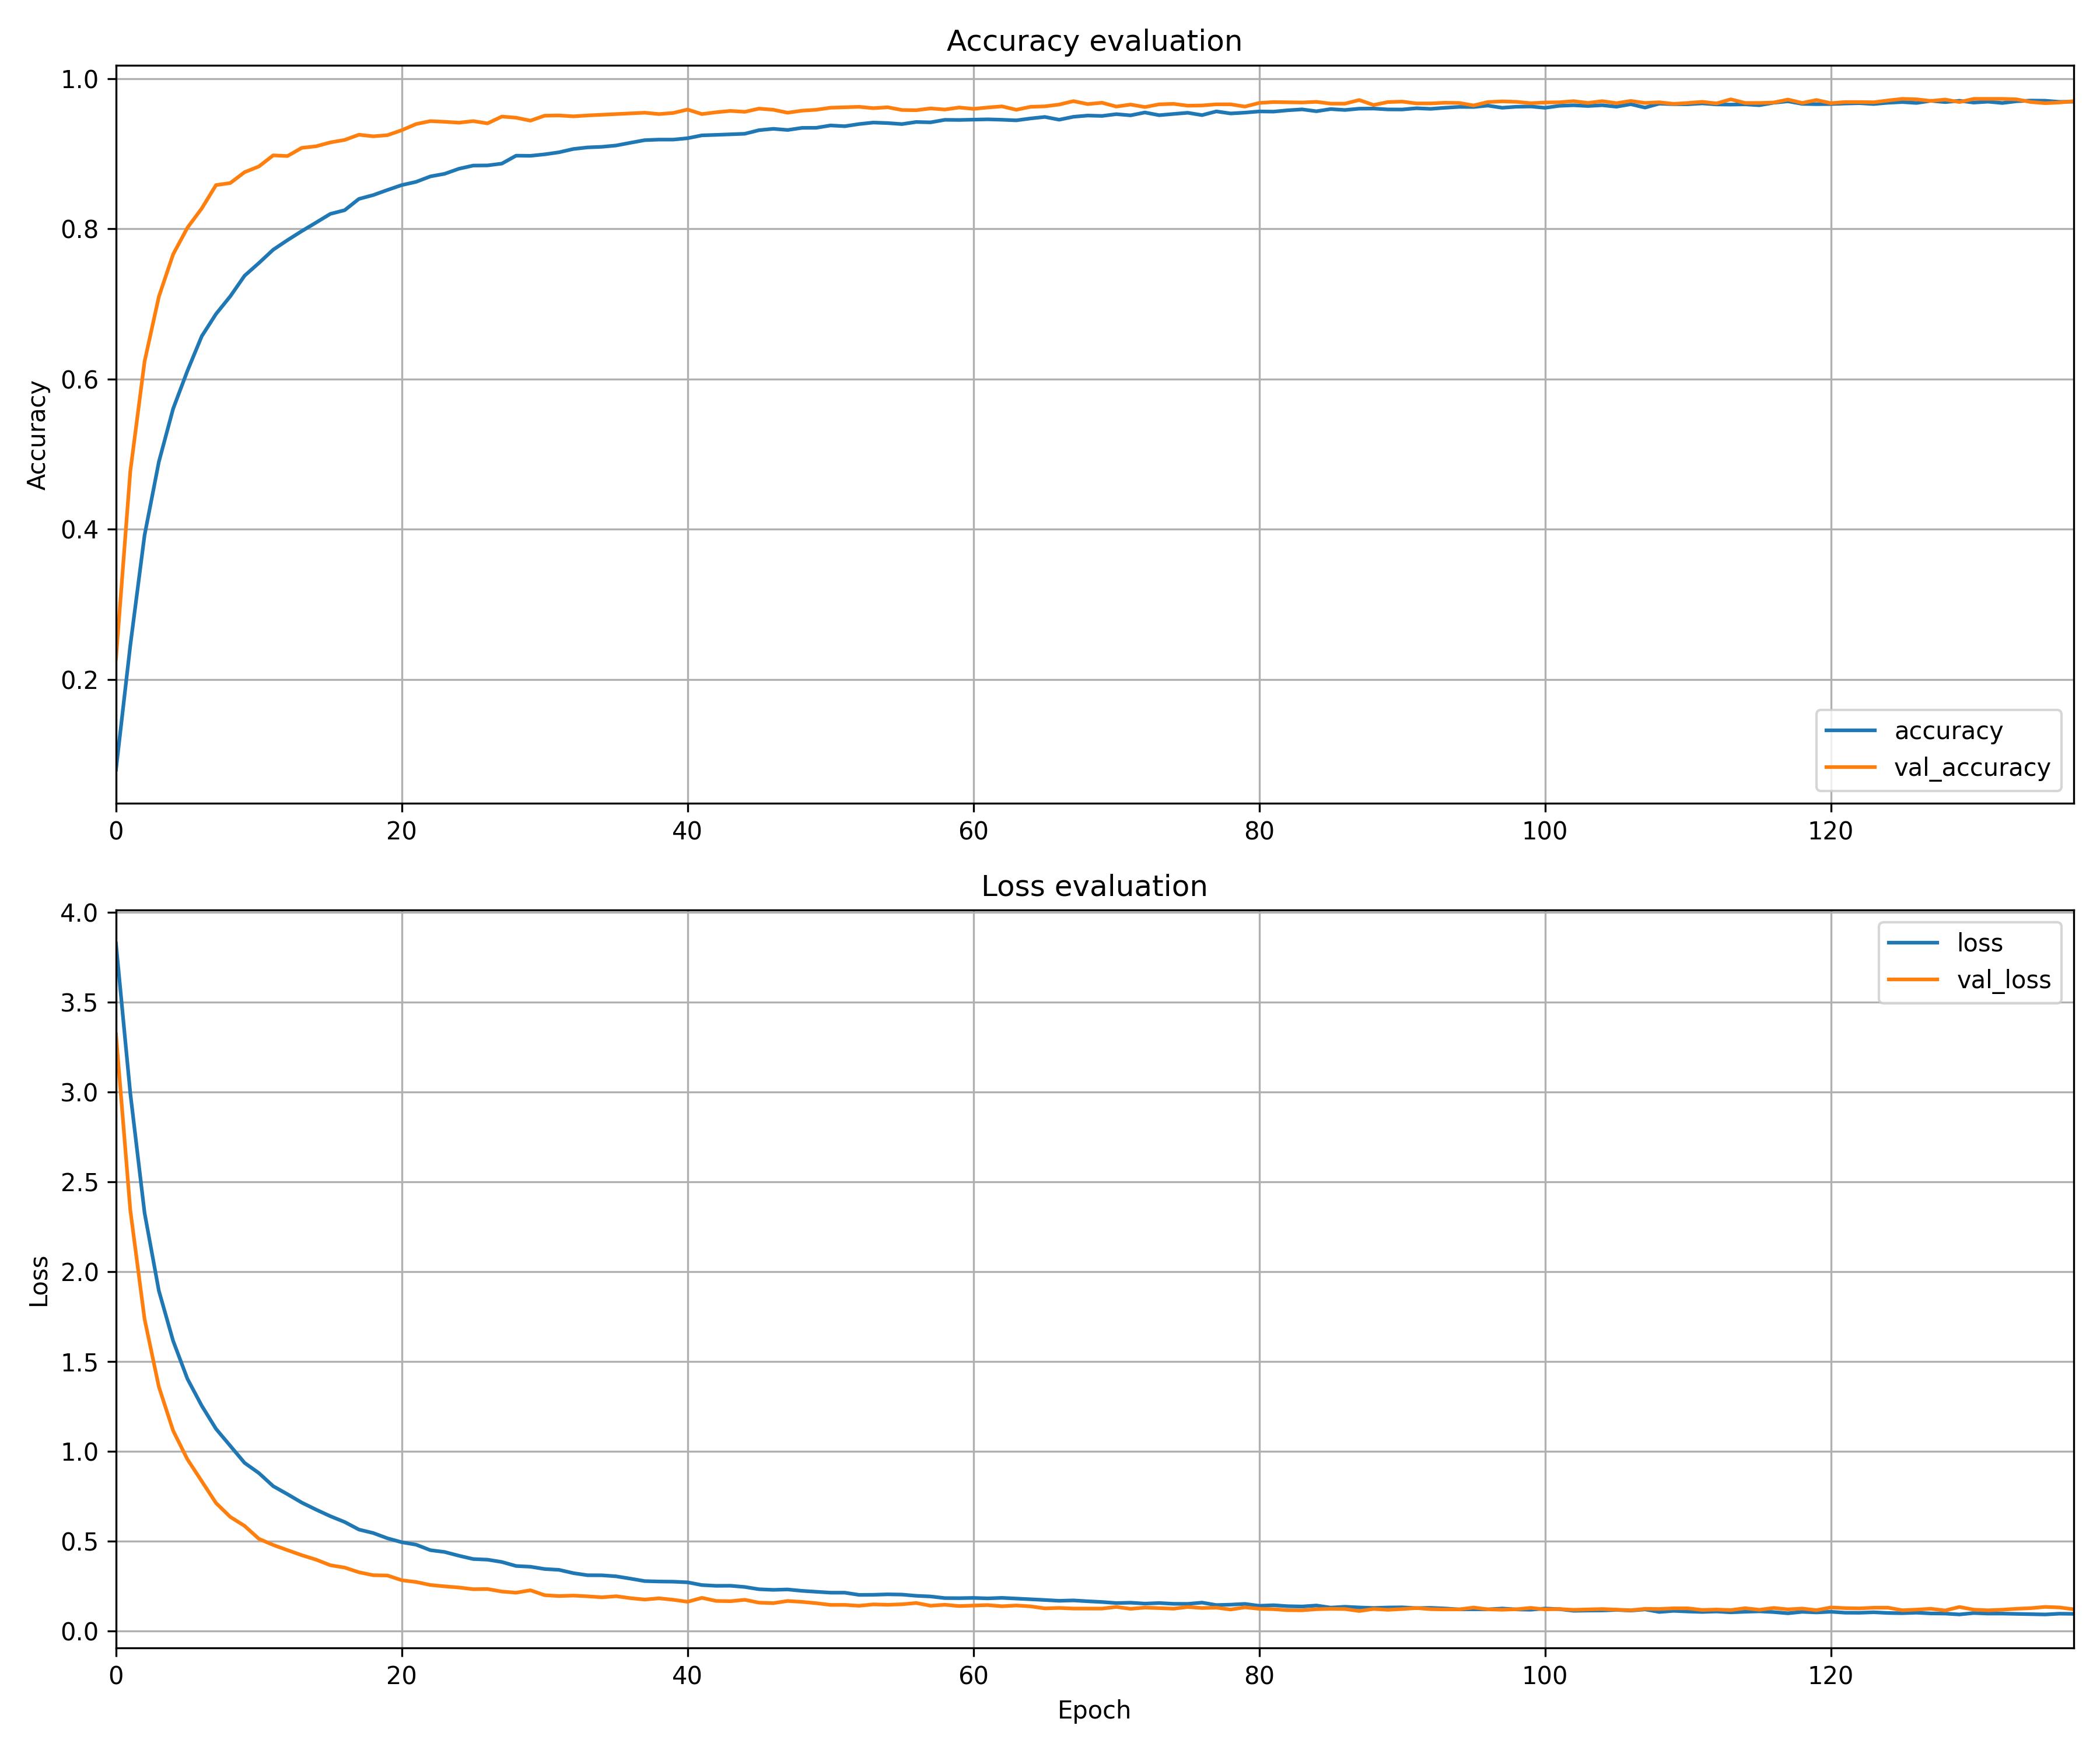 Accuracy evaluation
1.0
0.8
0.6
0.4
0.2
Accuracy
accuracy
val_accuracy
0 20 40 60 80 100 120
Loss evaluation
4.0
3.5
3.0
2.5
2.0
1.5
1.0
0.5
0.0
Loss
loss
val_loss
0 20 40 60 80 100 120
Epoch